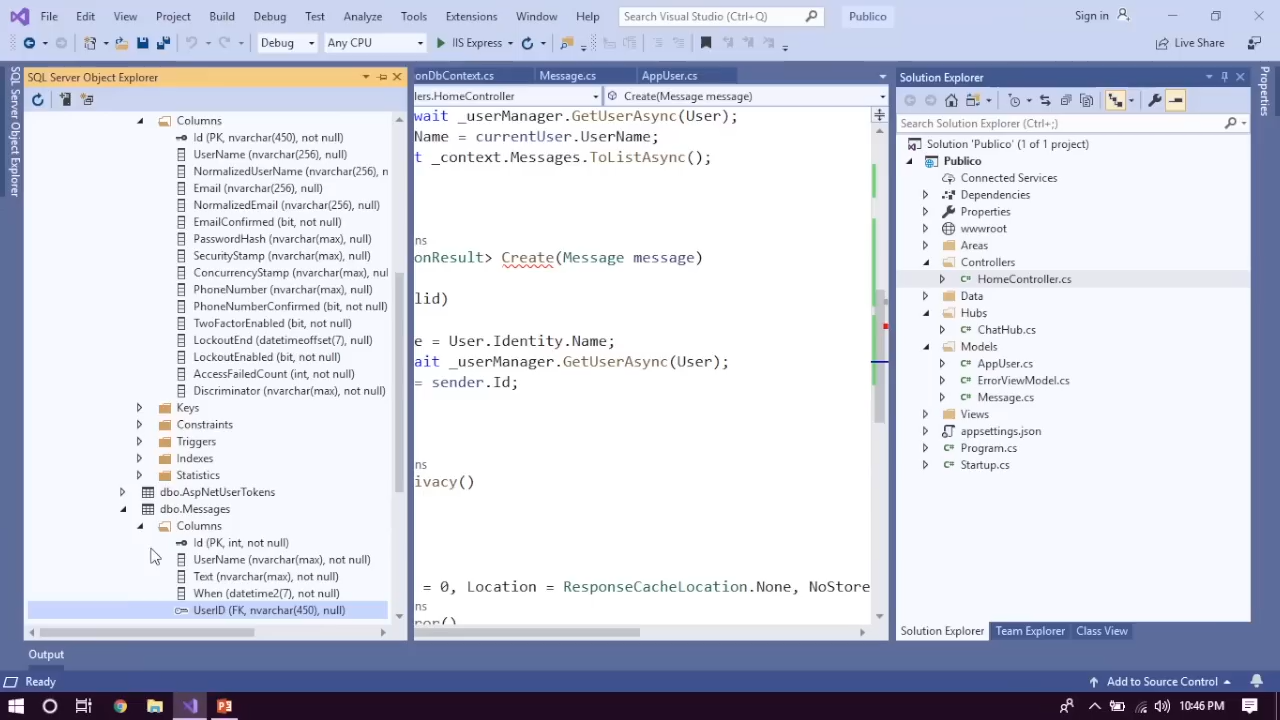 File Edit View Project Build Debug Test Analyze Tools Extensions Window Help Search Visual Studio (Ctrl+Q) Publico Sign in
Debug Any CPU IIS Express Live Share
SQL Server Object Explorer
SQL Server Object Explorer
Columns
Id (PK, nvarchar(450), not null)
UserName (nvarchar(256), null)
NormalizedUserName (nvarchar(256), n
Email (nvarchar(256), null)
NormalizedEmail (nvarchar(256), null)
EmailConfirmed (bit, not null)
PasswordHash (nvarchar(max), null)
SecurityStamp (nvarchar(max), null)
ConcurrencyStamp (nvarchar(max), nul
PhoneNumber (nvarchar(max), null)
PhoneNumberConfirmed (bit, not null)
TwoFactorEnabled (bit, not null)
LockoutEnd (datetimeoffset(7), null)
LockoutEnabled (bit, not null)
AccessFailedCount (int, not null)
Discriminator (nvarchar(max), not null)
Keys
Constraints
Triggers
Indexes
Statistics
dbo.AspNetUserTokens
dbo.Messages
Columns
Id (PK, int, not null)
UserName (nvarchar(max), not null)
Text (nvarchar(max), not null)
When (datetime2(7), not null)
UserID (FK, nvarchar(450), null)
onDbContext.cs Message.cs AppUser.cs
lers.HomeController Create(Message message)
wait _userManager.GetUserAsync(User);
Name = currentUser.UserName;
t _context.Messages.ToListAsync();
ns
onResult> Create(Message message)
lid)
e = User.Identity.Name;
ait _userManager.GetUserAsync(User);
= sender.Id;
ns
ivacy()
= 0, Location = ResponseCacheLocation.None, NoStore
ns
ror()
Solution Explorer
Search Solution Explorer (Ctrl+;)
Solution 'Publico' (1 of 1 project)
Publico
Connected Services
Dependencies
Properties
wwwroot
Areas
Controllers
HomeController.cs
Data
Hubs
ChatHub.cs
Models
AppUser.cs
ErrorViewModel.cs
Message.cs
Views
appsettings.json
Program.cs
Startup.cs
Solution Explorer Team Explorer Class View
Properties
Output
Ready Add to Source Control
10:46 PM